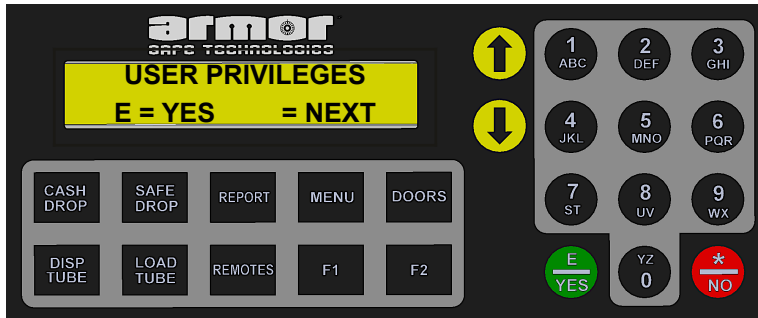 armor
SAFE TECHNOLOGIES
USER PRIVILEGES
E = YES = NEXT
1
ABC
2
DEF
3
GHI
4
JKL
5
MNO
6
PQR
7
ST
8
UV
9
WX
E
YES
YZ
0
*
NO
CASH
DROP
SAFE
DROP
REPORT
MENU
DOORS
DISP
TUBE
LOAD
TUBE
REMOTES
F1
F2